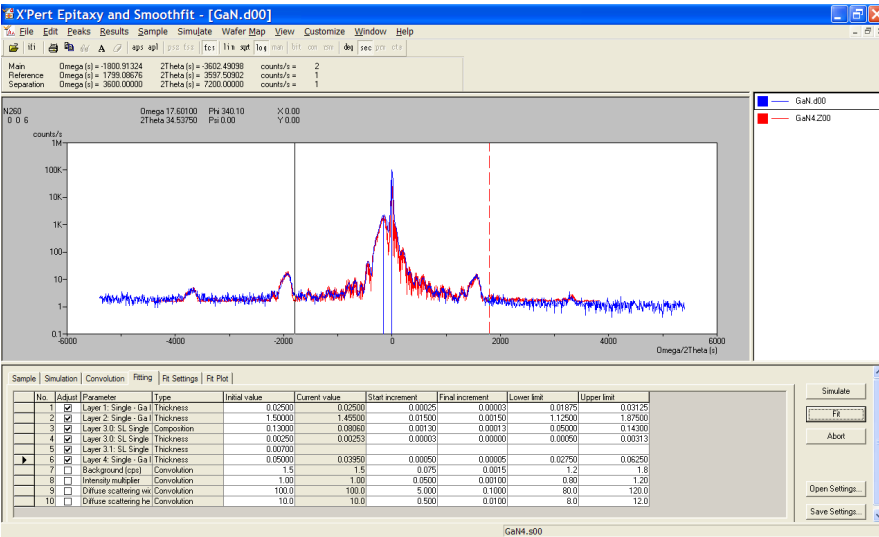 X'Pert Epitaxy and Smoothfit - [GaN.d00]
File Edit Peaks Results Sample Simulate Wafer Map View Customize Window Help
iti A aps apl fcs lin sqt log deg sec
Main Omega (s) = -1800.91324 2Theta (s) = -3602.49098 counts/s = 2
Reference Omega (s) = 1799.08676 2Theta (s) = 3597.50902 counts/s = 1
Separation Omega (s) = 3600.00000 2Theta (s) = 7200.00000 counts/s = 1
N260 Omega 17.60100 Phi 340.10 X 0.00
0 0 6 2Theta 34.53750 Psi 0.00 Y 0.00
GaN.d00
GaN4.Z00
counts/s
1M
100K
10K
1K
100
10
1
0.1
-6000 -4000 -2000 0 2000 4000 6000
Omega/2Theta (s)
Sample Simulation Convolution Fitting Fit Settings Fit Plot
No. Adjust Parameter Type Initial value Current value Start increment Final increment Lower limit Upper limit
1 Layer 1: Single - Ga I Thickness 0.02500 0.02500 0.00025 0.00003 0.01875 0.03125
2 Layer 2: Single - Ga I Thickness 1.50000 1.45500 0.01500 0.00150 1.12500 1.87500
3 Layer 3.0: SL Single Composition 0.13000 0.08060 0.00130 0.00013 0.05000 0.14300
4 Layer 3.0: SL Single Thickness 0.00250 0.00253 0.00003 0.00000 0.00050 0.00313
5 Layer 3.1: SL Single Thickness 0.00700
6 Layer 4: Single - Ga I Thickness 0.05000 0.03950 0.00050 0.00005 0.02750 0.06250
7 Background (cps) Convolution 1.5 1.5 0.075 0.0015 1.2 1.8
8 Intensity multiplier Convolution 1.00 1.00 0.0500 0.00100 0.80 1.20
9 Diffuse scattering wic Convolution 100.0 100.0 5.000 0.1000 80.0 120.0
10 Diffuse scattering he Convolution 10.0 10.0 0.500 0.0100 8.0 12.0
Simulate
Fit
Abort
Open Settings...
Save Settings...
GaN4.s00